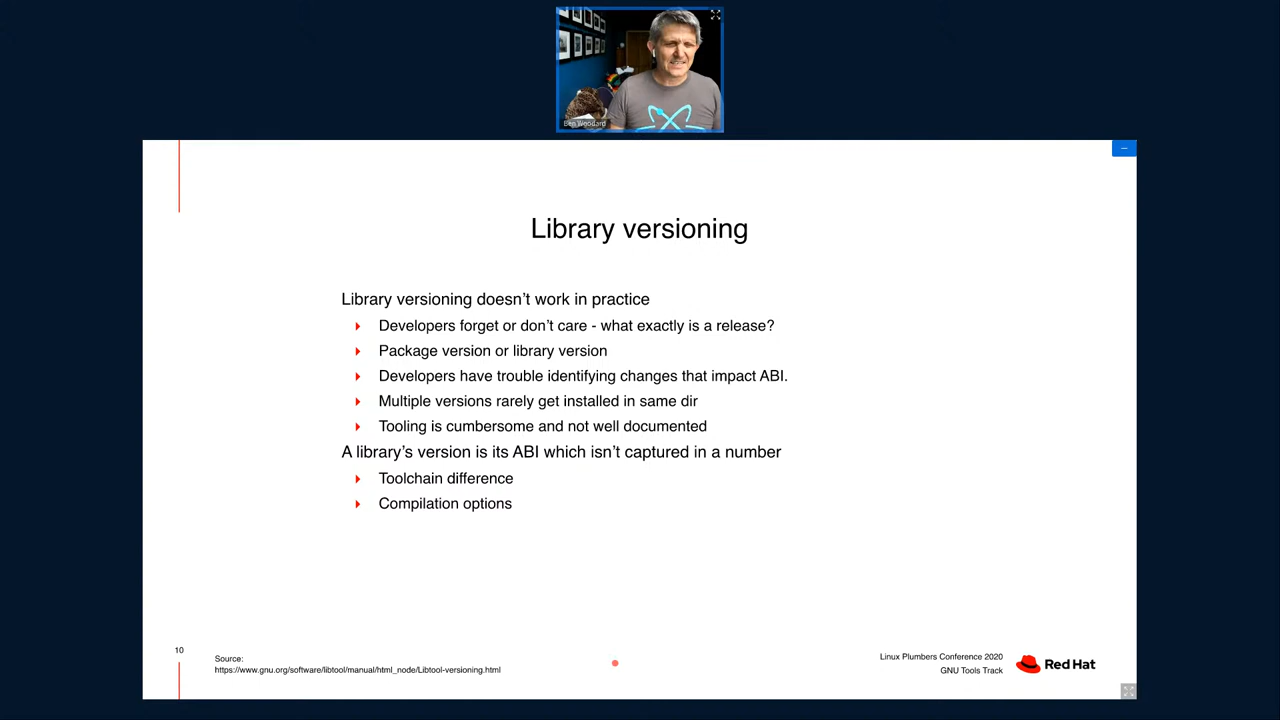 Ben Woodard
Library versioning
Library versioning doesn't work in practice
Developers forget or don't care - what exactly is a release?
Package version or library version
Developers have trouble identifying changes that impact ABI.
Multiple versions rarely get installed in same dir
Tooling is cumbersome and not well documented
A library's version is its ABI which isn't captured in a number
Toolchain difference
Compilation options
10
Source:
https://www.gnu.org/software/libtool/manual/html_node/Libtool-versioning.html
Linux Plumbers Conference 2020
GNU Tools Track
Red Hat